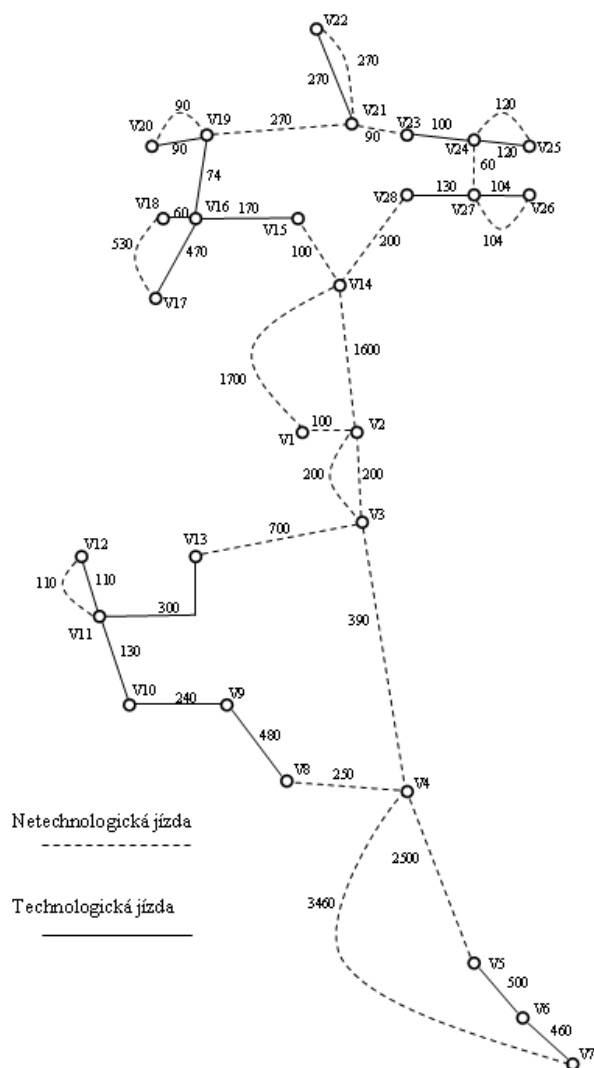 V22
270
270
90
V19
V21
V20
270
V23
100
120
90
90
V24
120
V25
60
74
V28
130
104
V18
V16
170
V27
V26
60
V15
530
200
104
470
100
V17
V14
1600
1700
100
V2
V1
200
200
V3
V13
700
V12
110
110
300
390
V11
130
V10
V9
240
480
V8
250
V4
Netechnologická jízda
2500
3460
Technologická jízda
V5
500
V6
460
V7